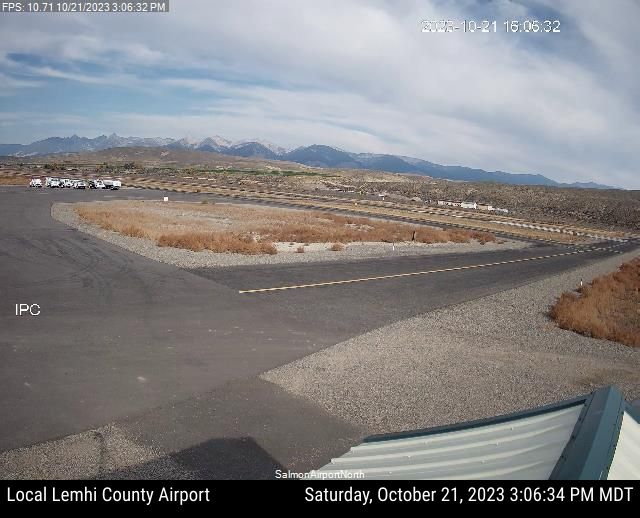 FPS: 10.71 10/21/2023 3:06:32 PM
2023-10-21 15:05:32
IPC
SalmonAirportNorth
Local Lemhi County Airport Saturday, October 21, 2023 3:06:34 PM MDT